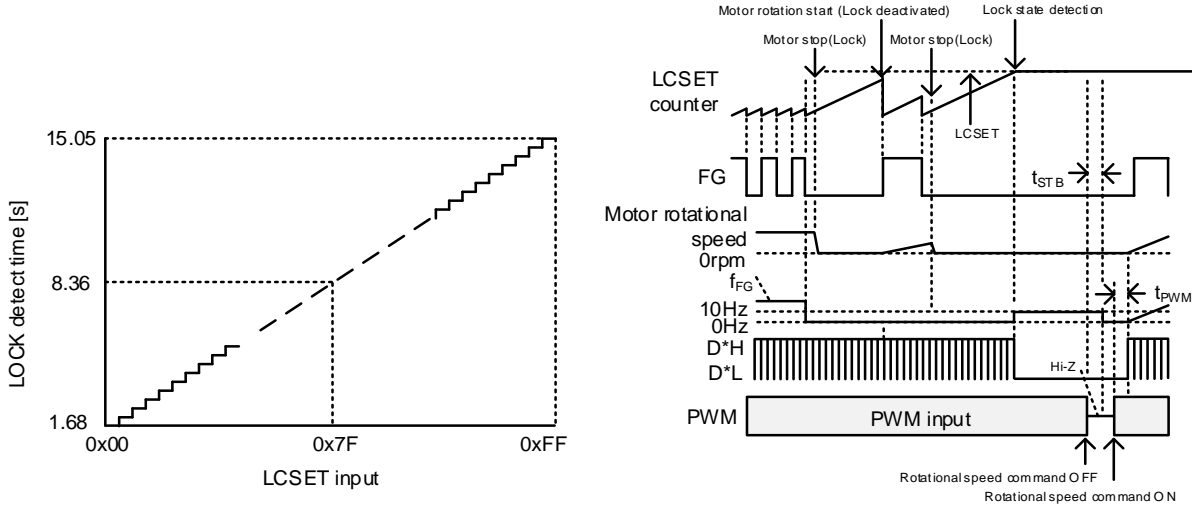 15.05
8.36
1.68
LOCK detect time [s]
0x00
0x7F
0xFF
LCSET input
Motor rotation start (Lock deactivated)
Lock state detection
Motor stop(Lock)
Motor stop(Lock)
LCSET
counter
LCSET
FG
tSTB
Motor rotational
speed
0rpm
fFG
10Hz
0Hz
tPWM
D*H
D*L
Hi-Z
PWM
PWM input
Rotational speed command OFF
Rotational speed command ON